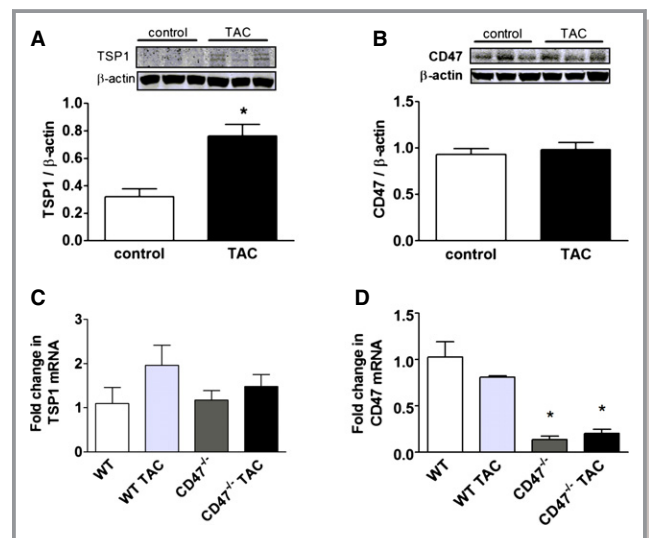 A
control TAC
TSP1
β-actin
TSP1 / β-actin
1.0
0.8
0.6
0.4
0.2
0.0
*
control TAC
B
control TAC
CD47
β-actin
CD47 / β-actin
1.5
1.0
0.5
0.0
control TAC
C
Fold change in
TSP1 mRNA
3
2
1
0
WT
WT TAC
CD47-/-
CD47-/- TAC
D
Fold change in
CD47 mRNA
1.5
1.0
0.5
0.0
*
*
WT
WT TAC
CD47-/-
CD47-/- TAC